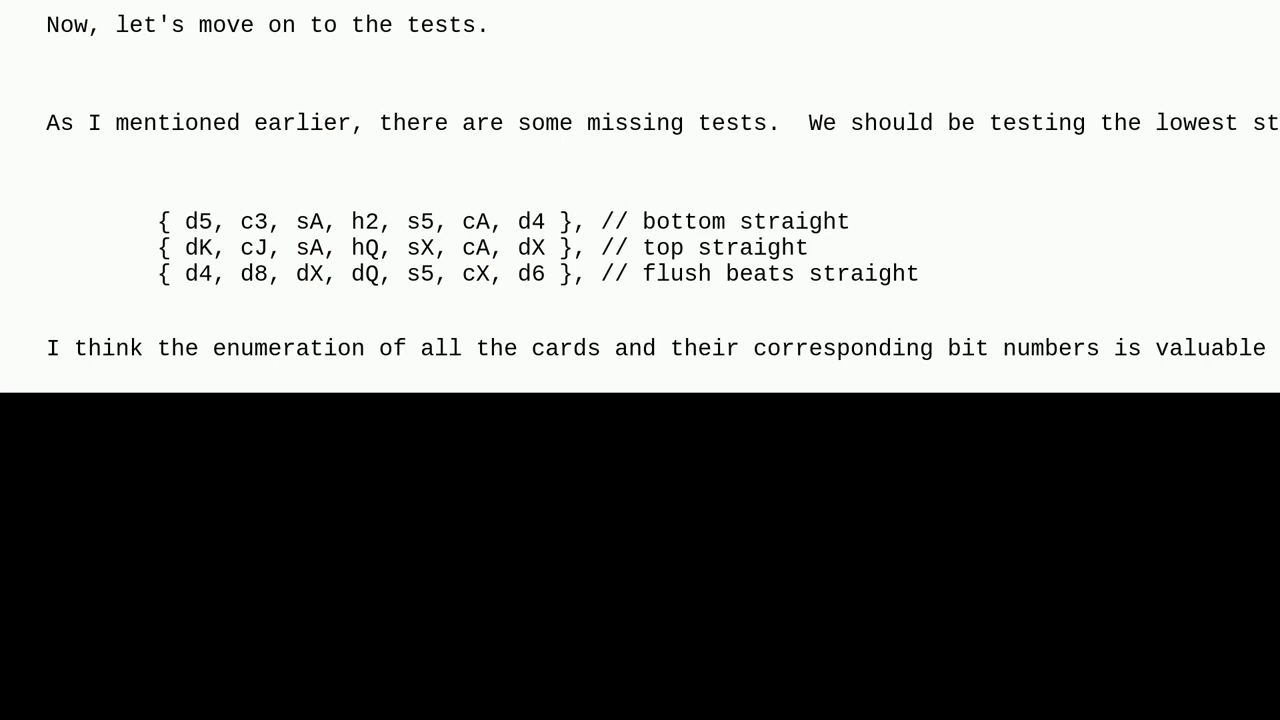 Now, let's move on to the tests.
As I mentioned earlier, there are some missing tests.  We should be testing the lowest st
{ d5, c3, sA, h2, s5, cA, d4 }, // bottom straight
{ dK, cJ, sA, hQ, sX, cA, dX }, // top straight
{ d4, d8, dX, dQ, s5, cX, d6 }, // flush beats straight
I think the enumeration of all the cards and their corresponding bit numbers is valuable